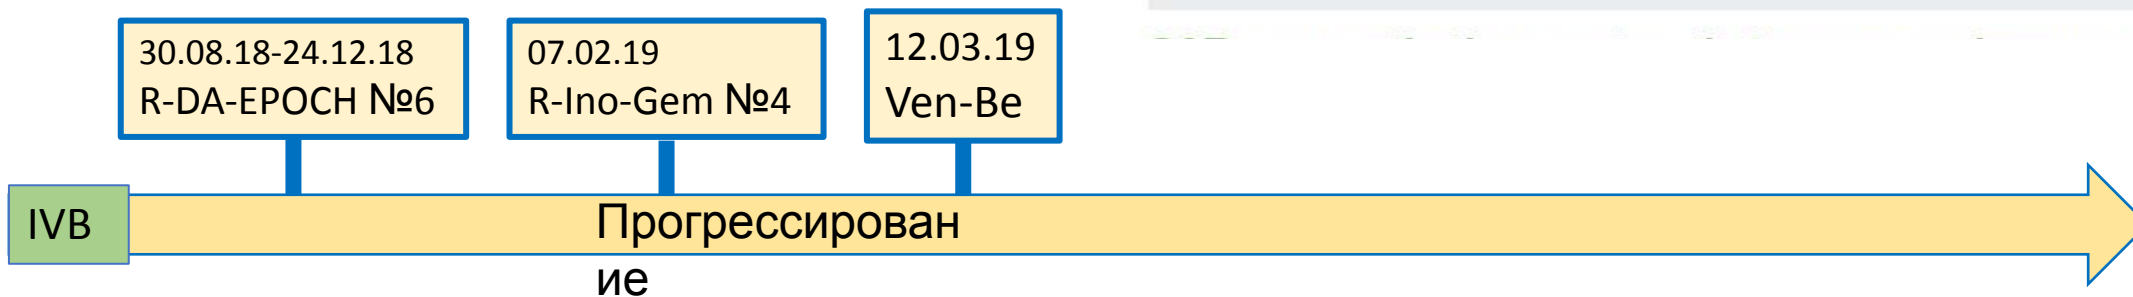 30.08.18-24.12.18
R-DA-EPOCH №6
07.02.19
R-Ino-Gem №4
12.03.19
Ven-Be
IVB
Прогрессирован
ие